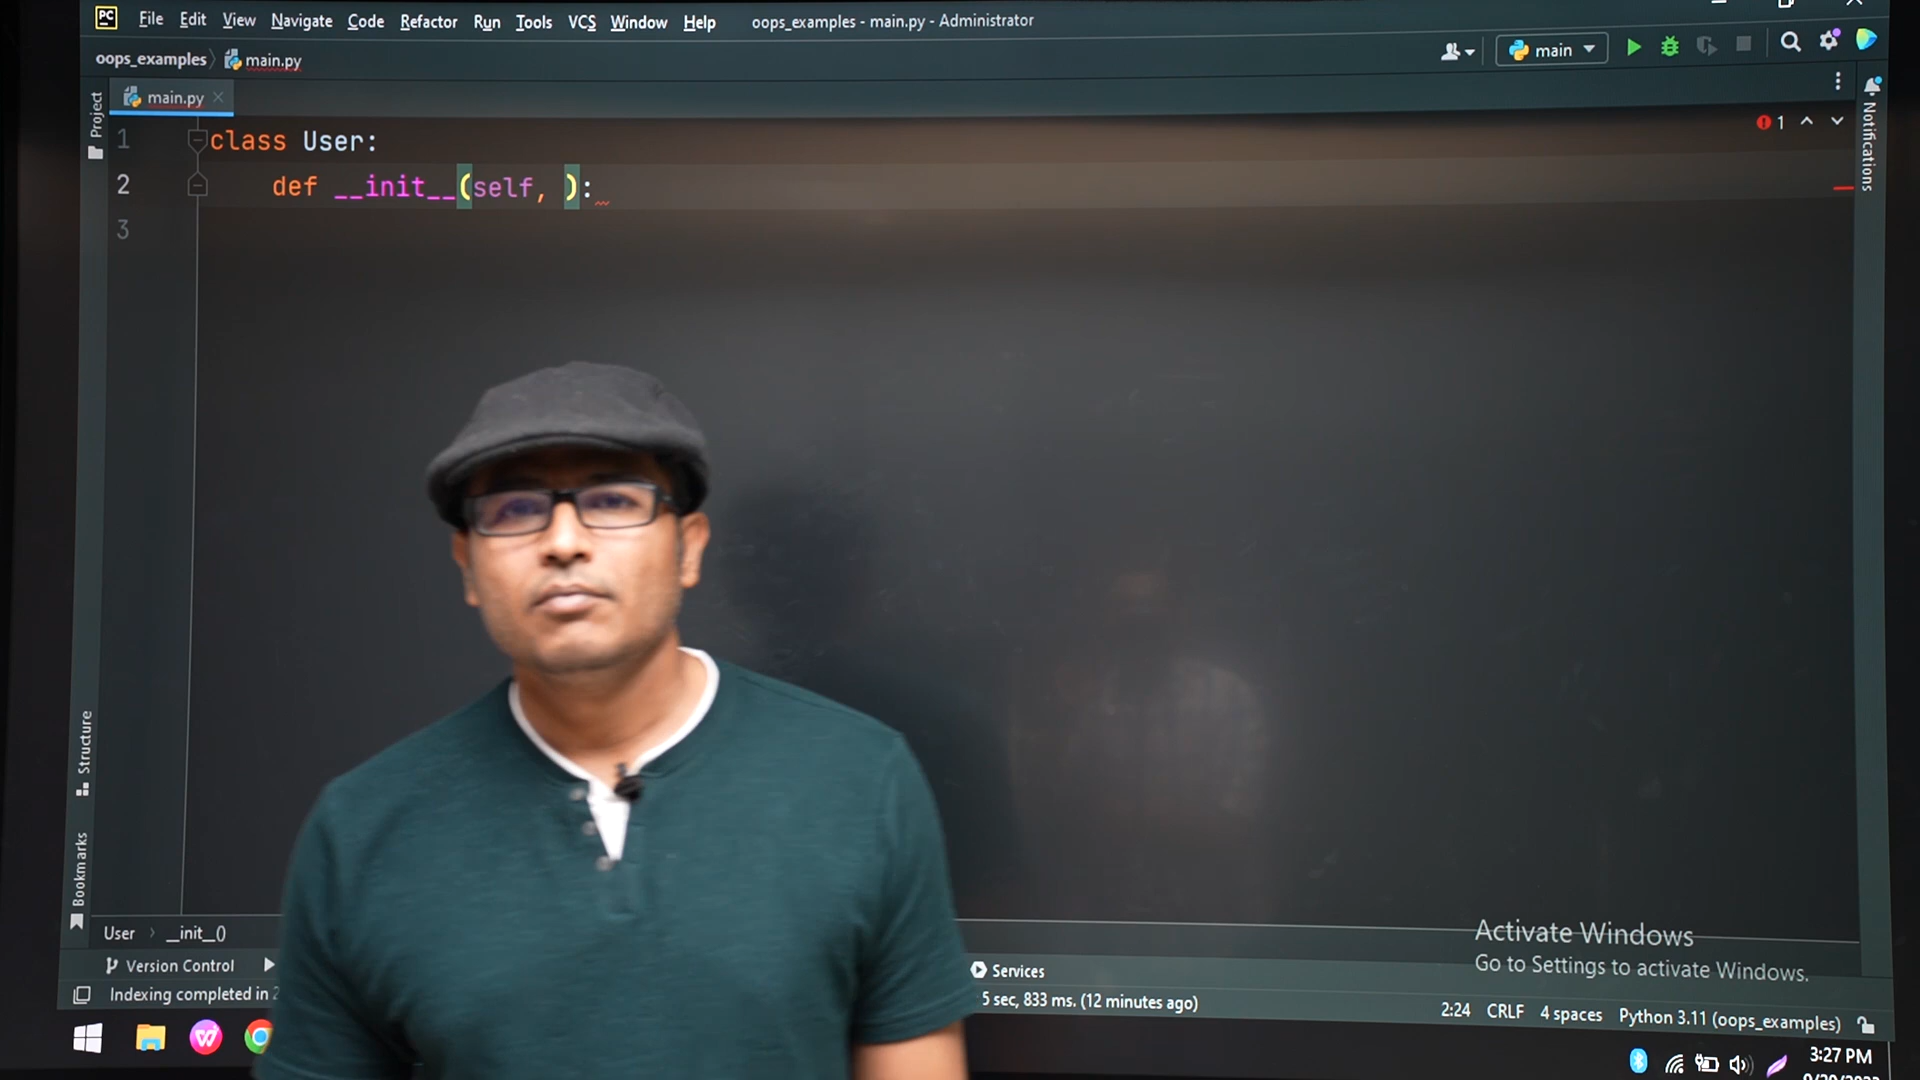 PC File Edit View Navigate Code Refactor Run Tools VCS Window Help oops_examples - main.py - Administrator
oops_examples main.py
main
main.py
1 class User:
1
2 def __init__(self, ):
3
Project
Notifications
Structure
Bookmarks
User __init__()
Version Control
Services
Indexing completed in 2
5 sec, 833 ms. (12 minutes ago)
Activate Windows
Go to Settings to activate Windows.
2:24 CRLF 4 spaces Python 3.11 (oops_examples)
3:27 PM